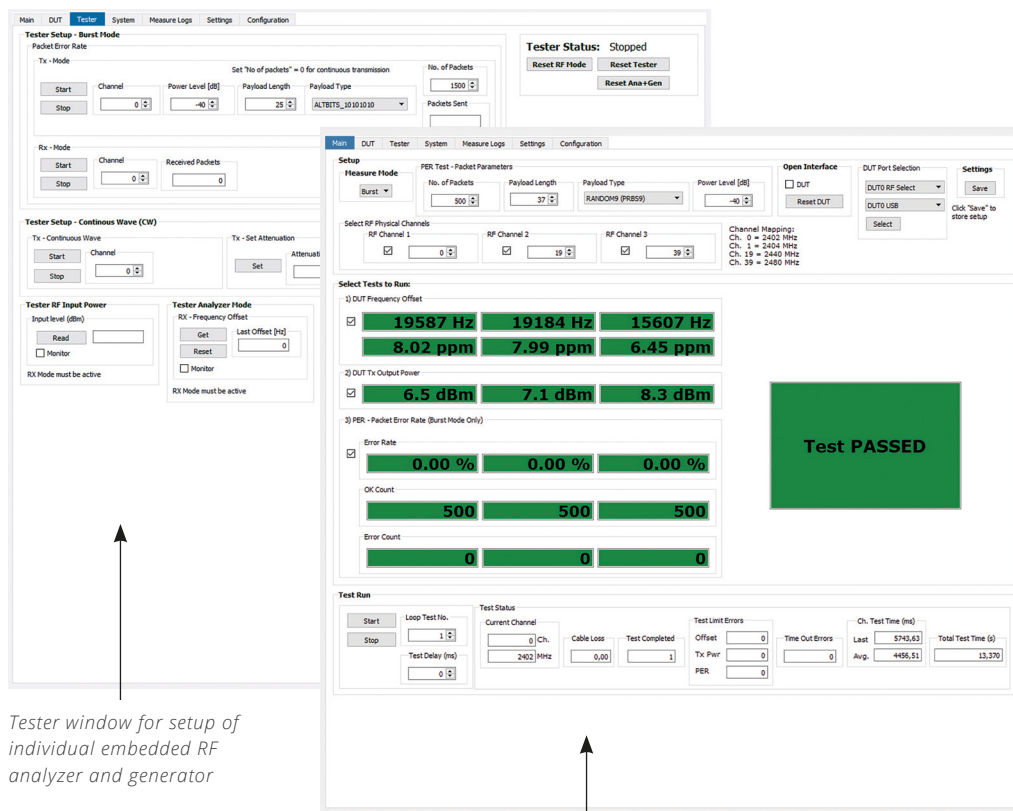 Main DUT Tester System Measure Logs Settings Configuration
Tester Setup - Burst Mode
Packet Error Rate
Tx - Mode
Set "No of packets" = 0 for continuous transmission
Start
Stop
Channel
0
Power Level [dB]
-40
Payload Length
25
Payload Type
ALTBITS_10101010
No. of Packets
1500
Packets Sent
Rx - Mode
Start
Stop
Channel
0
Received Packets
0
Tester Status: Stopped
Reset RF Mode Reset Tester
Reset Ana+Gen
Tester Setup - Continous Wave (CW)
Tx - Continuous Wave
Start
Stop
Channel
0
Tx - Set Attenuation
Set
Tester RF Input Power
Input level (dBm)
Read
Monitor
RX Mode must be active
Tester Analyzer Mode
RX - Frequency Offset
Get
Reset
Last Offset [Hz]
0
Monitor
RX Mode must be active
Main DUT Tester System Measure Logs Settings Configuration
Setup
Measure Mode
Burst
PER Test - Packet Parameters
No. of Packets
500
Payload Length
37
Payload Type
RANDOM9 (PRBS9)
Power Level [dB]
-40
Open Interface
DUT
Reset DUT
DUT Port Selection
DUT0 RF Select
DUT0 USB
Select
Settings
Save
Click "Save" to
store setup
Select RF Physical Channels
RF Channel 1
0
RF Channel 2
19
RF Channel 3
39
Channel Mapping:
Ch. 0 = 2402 MHz
Ch. 1 = 2404 MHz
Ch. 19 = 2440 MHz
Ch. 39 = 2480 MHz
Select Tests to Run:
1) DUT Frequency Offset
19587 Hz 19184 Hz 15607 Hz
8.02 ppm 7.99 ppm 6.45 ppm
2) DUT Tx Output Power
6.5 dBm 7.1 dBm 8.3 dBm
3) PER - Packet Error Rate (Burst Mode Only)
Error Rate
0.00 % 0.00 % 0.00 %
OK Count
500 500 500
Error Count
0 0 0
Test PASSED
Test Run
Start
Stop
Loop Test No.
1
Test Delay (ms)
0
Test Status
Current Channel
0 Ch.
2402 MHz
Cable Loss
0,00
Test Completed
1
Test Limit Errors
Offset 0
Tx Pwr 0
PER 0
Time Out Errors
0
Ch. Test Time (ms)
Last 5743,63
Avg. 4456,51
Total Test Time (s)
13,370
Tester window for setup of
individual embedded RF
analyzer and generator